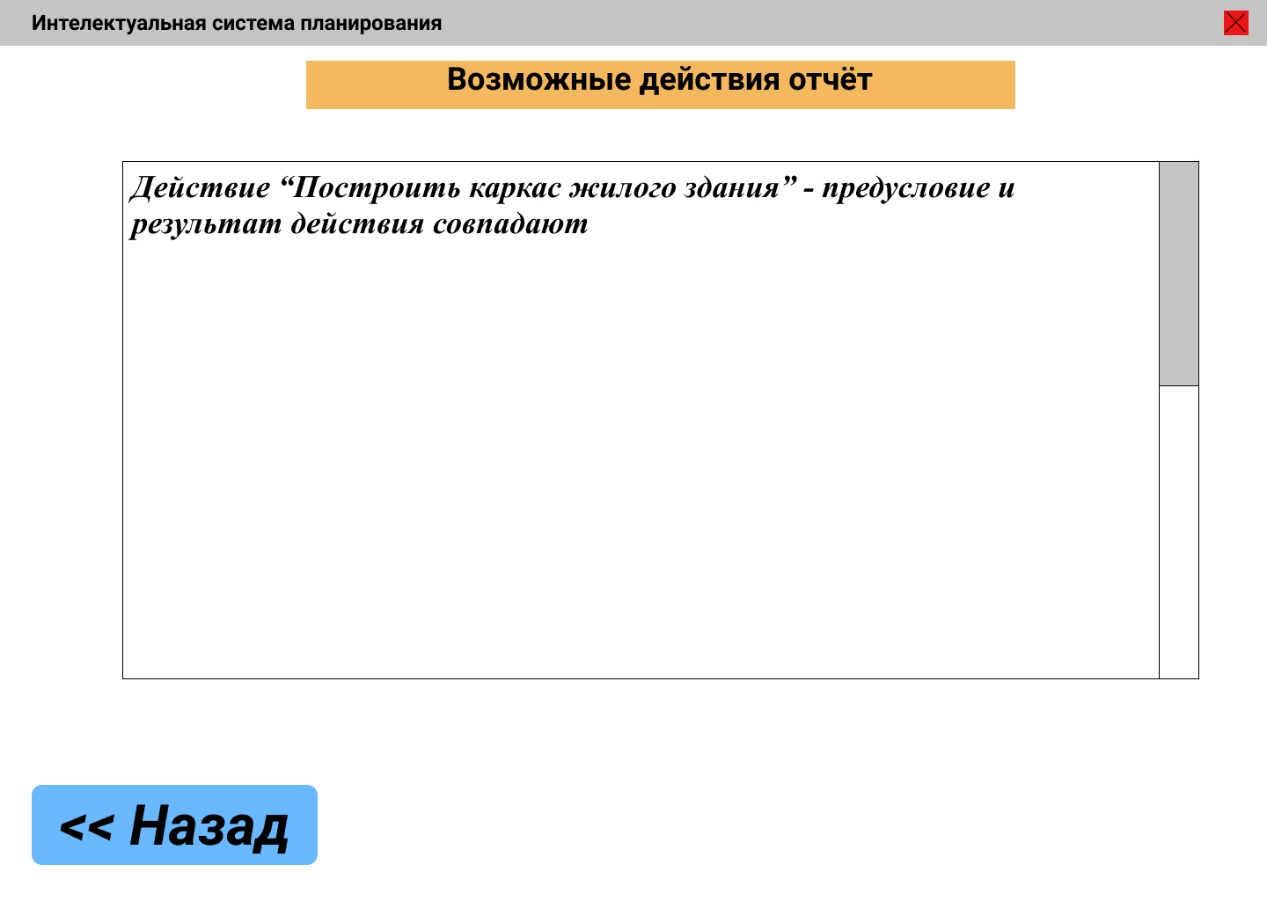 Интелектуальная система планирования
Возможные действия отчёт
Действие “Построить каркас жилого здания” - предусловие и
результат действия совпадают
<< Назад